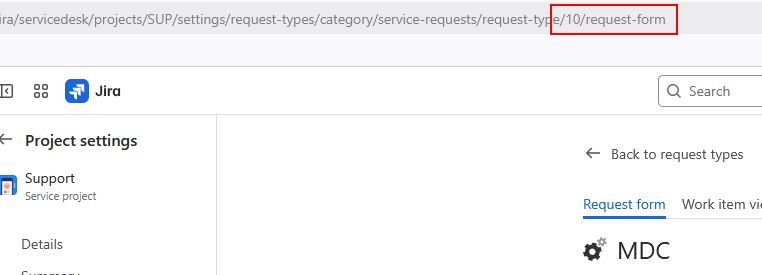 ira/servicedesk/projects/SUP/settings/request-types/category/service-requests/request-type/10/request-form
Jira
Search
Project settings
Back to request types
Support
Service project
Request form Work item vie
Details
MDC
Summary